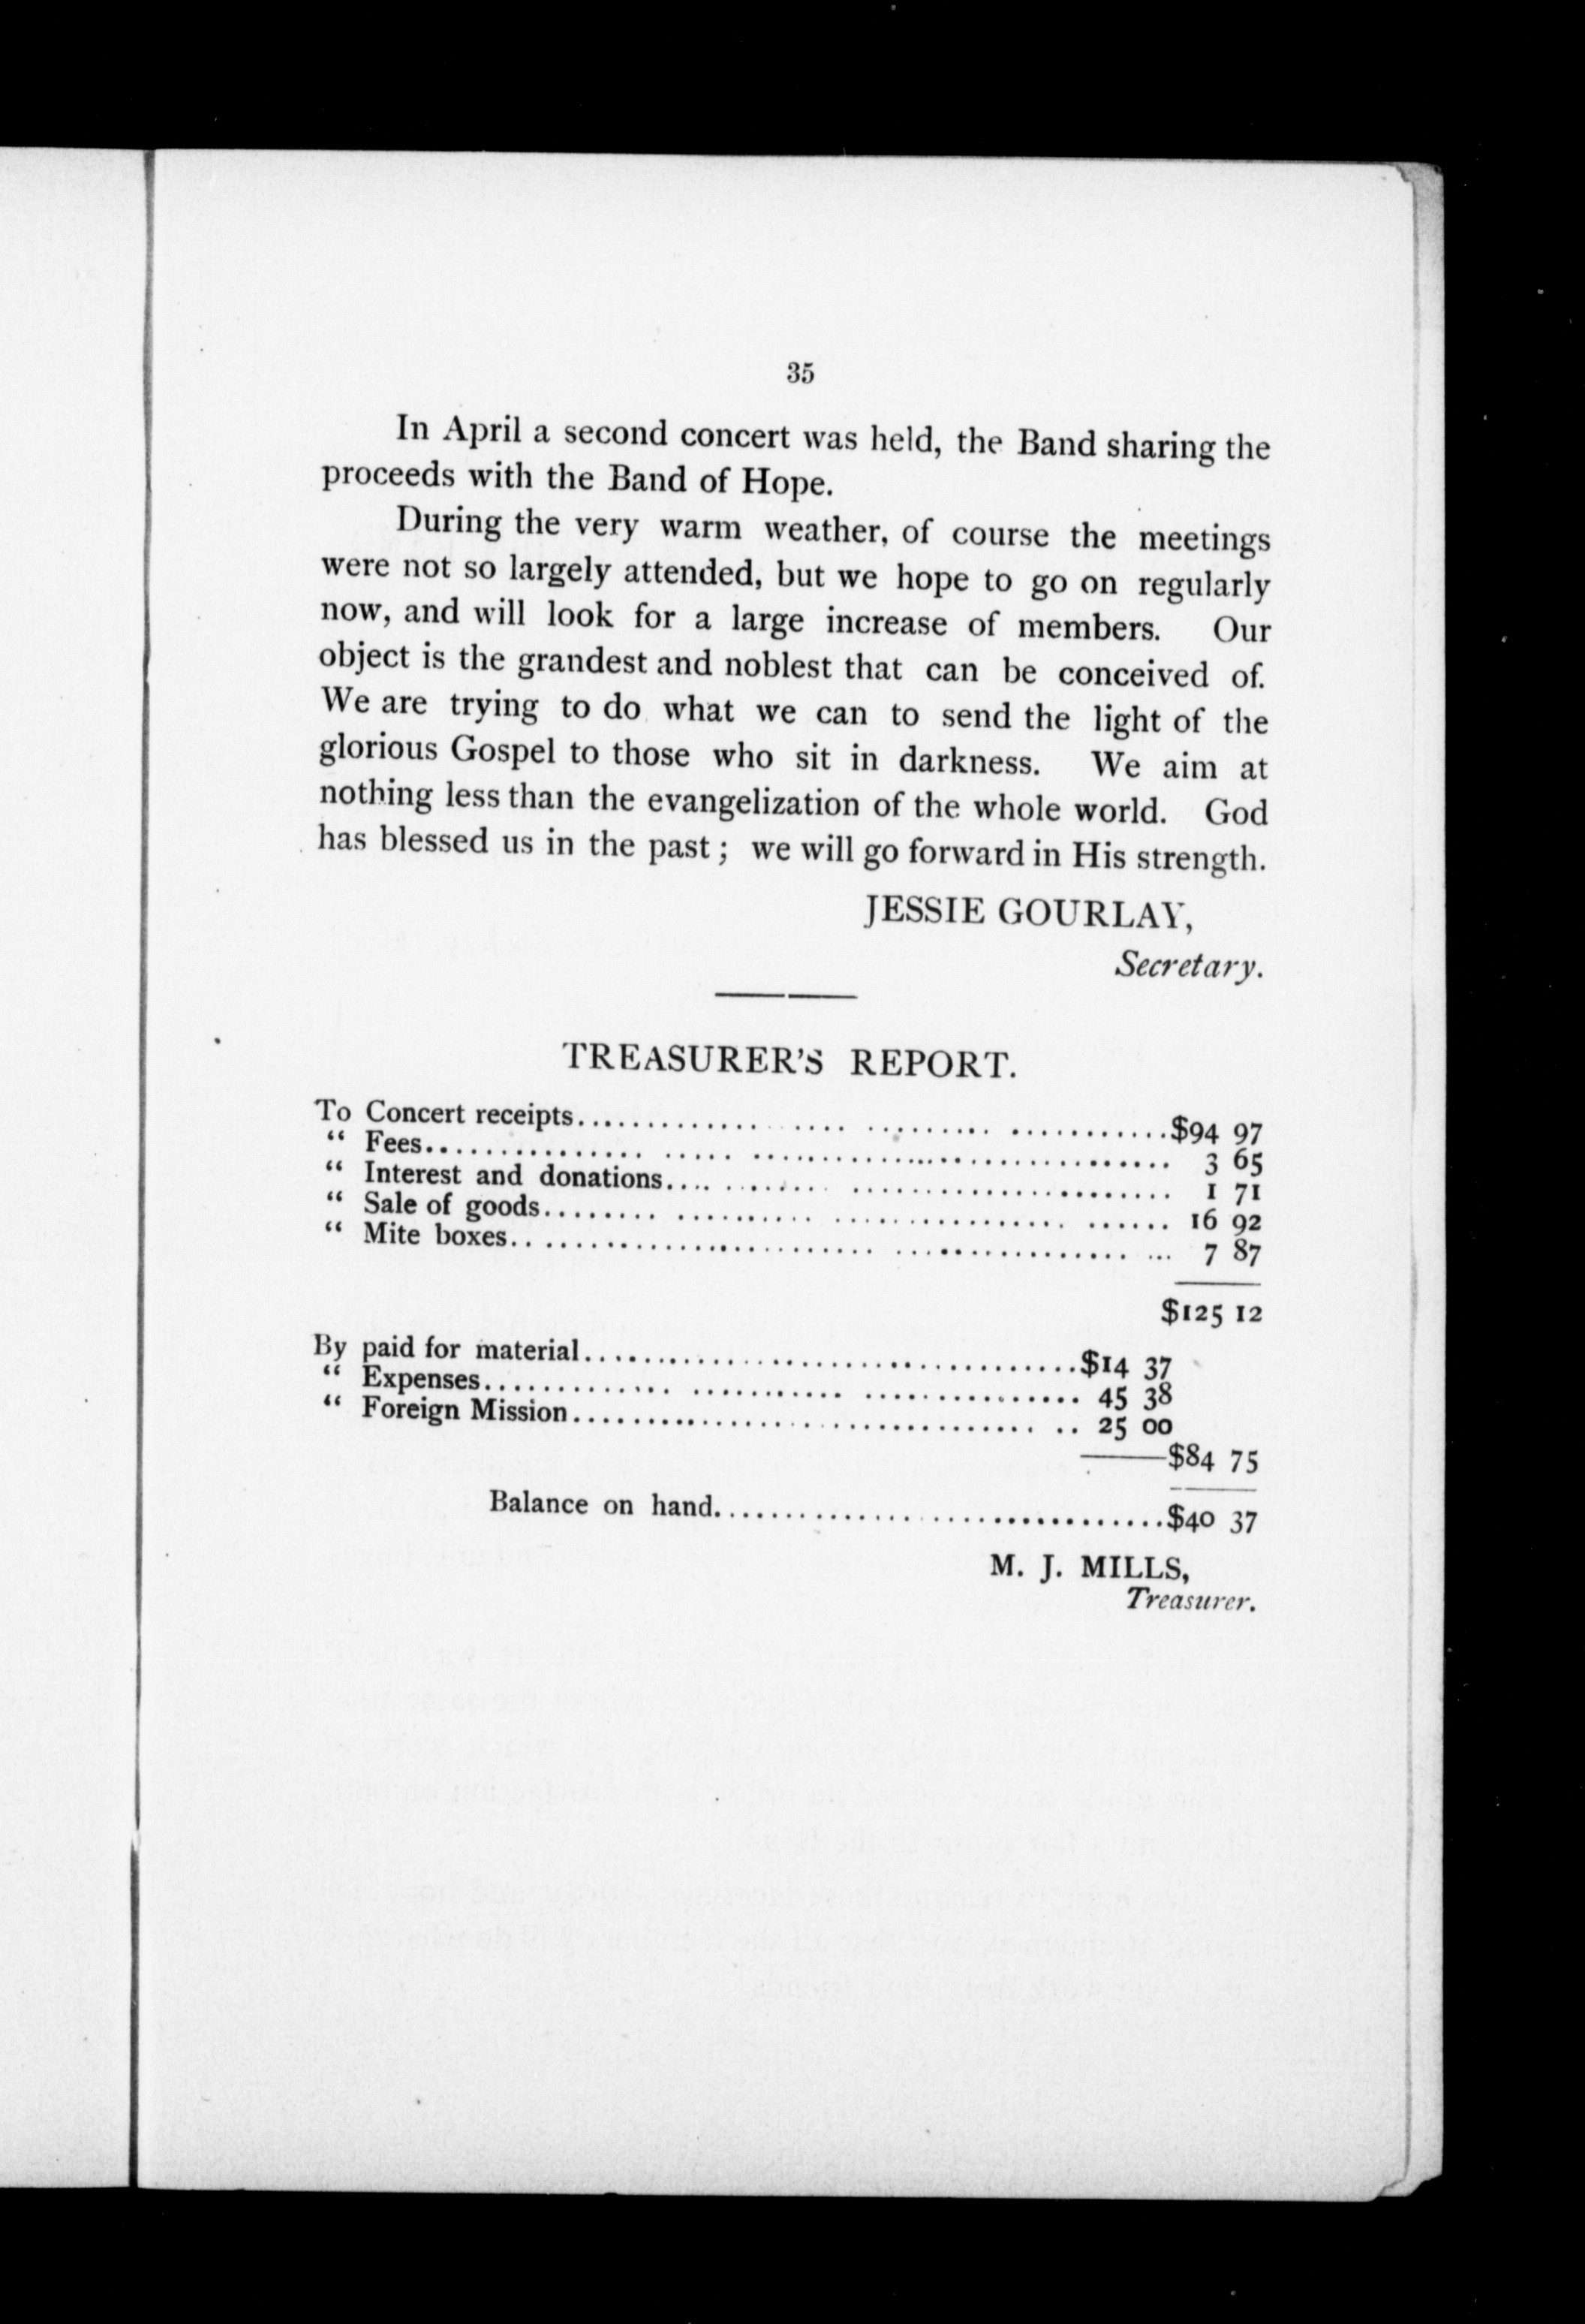 35
In April a second concert was held, the Band sharing the
proceeds with the Band of Hope.
During the very warm weather, of course the meetings
were not so largely attended, but we hope to go on regularly
now, and will look for a large increase of members. Our
object is the grandest and noblest that can be conceived of.
We are trying to do what we can to send the light of the
glorious Gospel to those who sit in darkness. We aim at
nothing less than the evangelization of the whole world. God
has blessed us in the past ; we will go forward in His strength.
JESSIE GOURLAY,
Secretary.
TREASURER'S REPORT.
To Concert receipts........................................$94 97
“ Fees........................................ 3 65
“ Interest and donations........................................ 1 71
“ Sale of goods........................................ 16 92
“ Mite boxes........................................ 7 87
$125 12
By paid for material........................................$14 37
“ Expenses........................................ 45 38
“ Foreign Mission........................................ 25 00
$84 75
Balance on hand........................................$40 37
M. J. MILLS,
Treasurer.